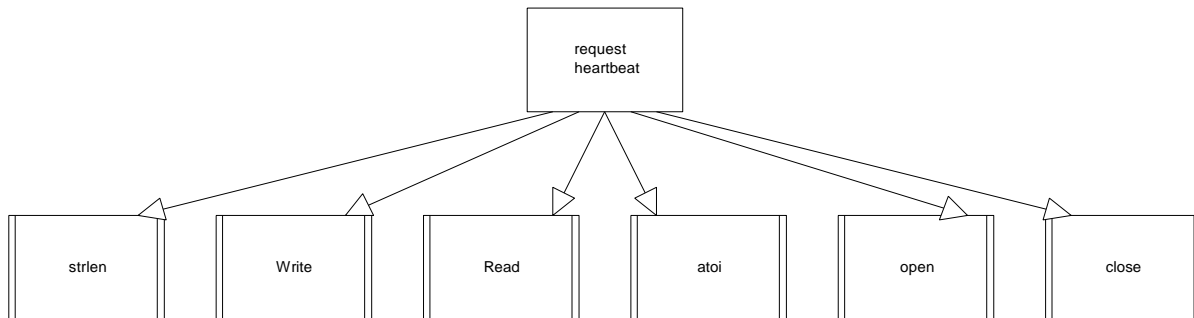 request
heartbeat
strlen
Write
Read
atoi
open
close